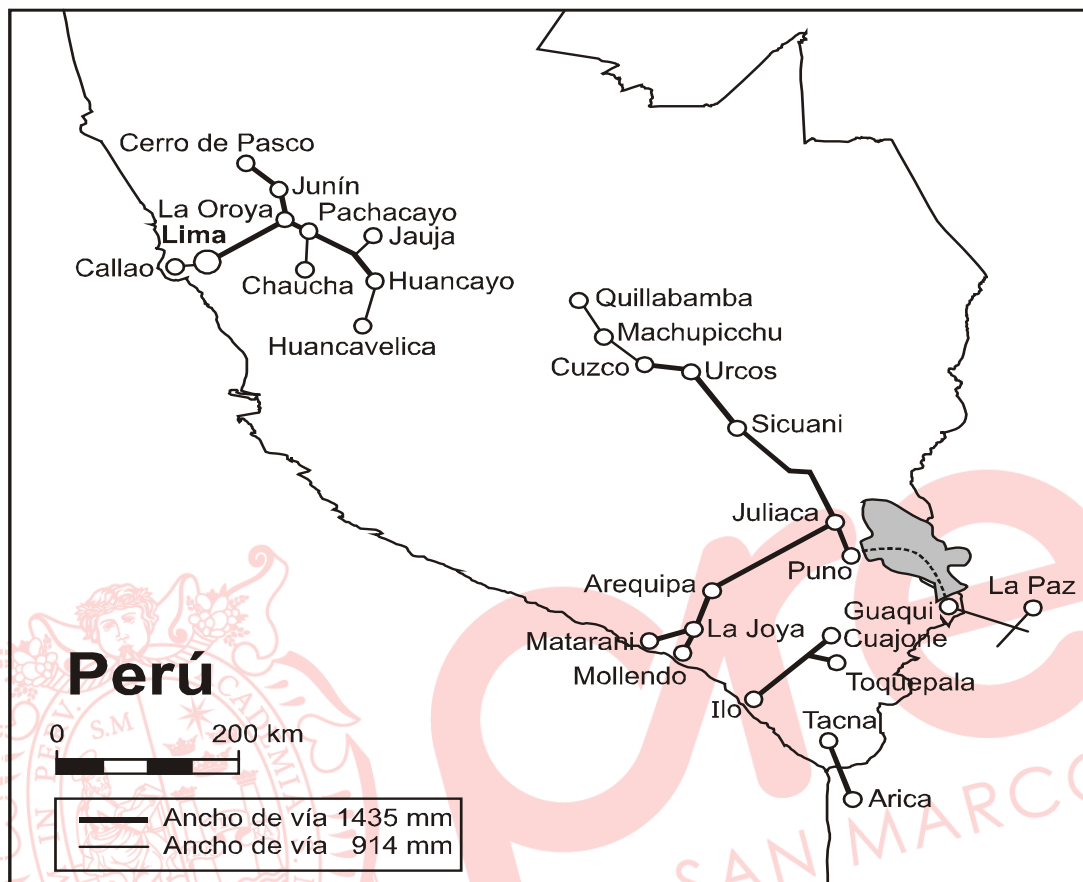 Cerro de Pasco
Junín
La Oroya
Pachacayo
Lima
Jauja
Callao
Chaucha
Huancayo
Huancavelica
Quillabamba
Machupicchu
Cuzco
Urcos
Sicuani
Juliaca
Puno
Arequipa
La Paz
Guaqui
Matarani
La Joya
Cuajone
Mollendo
Toquepala
Ilo
Tacna
Arica
Perú
0 200 km
Ancho de vía 1435 mm
Ancho de vía 914 mm
pre
SAN MARCO
S.M